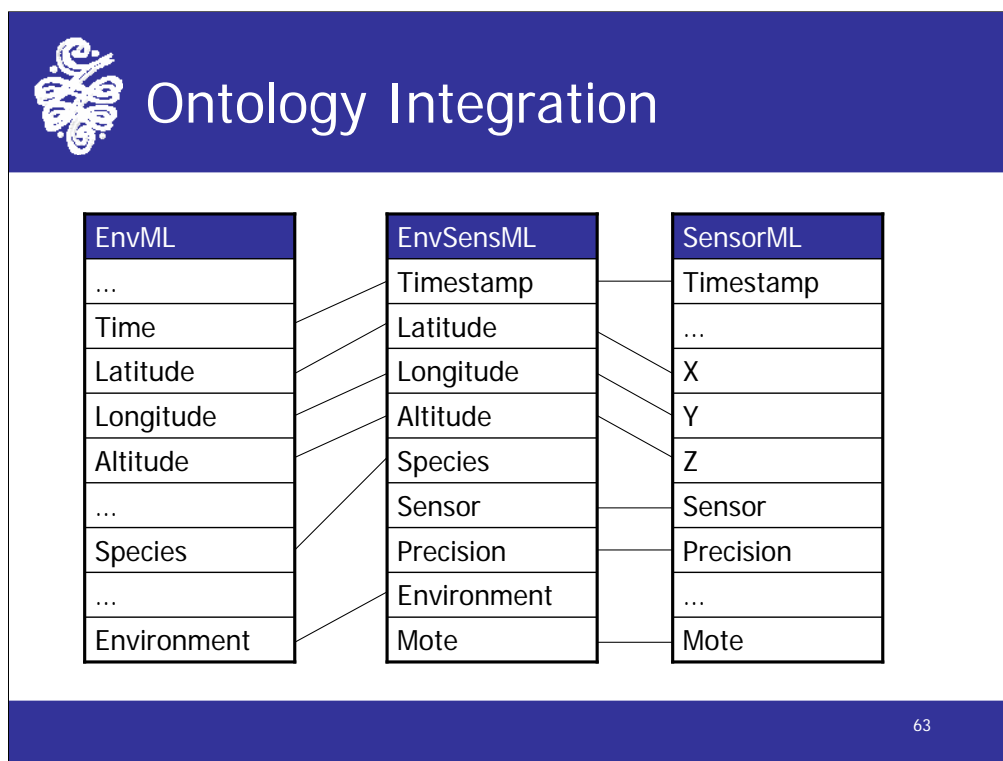 Ontology Integration
EnvML
...
Time
Latitude
Longitude
Altitude
...
Species
...
Environment
EnvSensML
Timestamp
Latitude
Longitude
Altitude
Species
Sensor
Precision
Environment
Mote
SensorML
Timestamp
...
X
Y
Z
Sensor
Precision
...
Mote
63